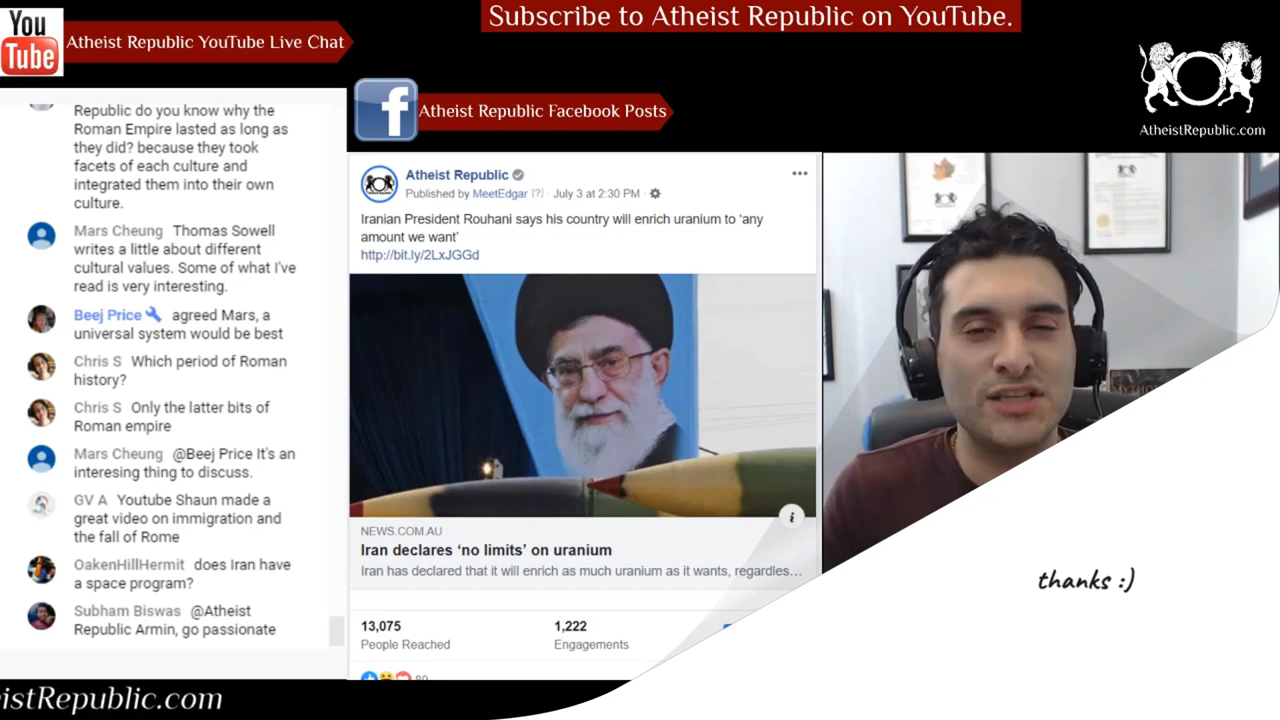 Subscribe to Atheist Republic on YouTube.
You
Tube
Atheist Republic YouTube Live Chat
AtheistRepublic.com
Atheist Republic Facebook Posts
Republic do you know why the
Roman Empire lasted as long as
they did? because they took
facets of each culture and
integrated them into their own
culture.
Mars Cheung Thomas Sowell
writes a little about different
cultural values. Some of what I've
read is very interesting.
Beej Price agreed Mars, a
universal system would be best
Chris S Which period of Roman
history?
Chris S Only the latter bits of
Roman empire
Mars Cheung @Beej Price It's an
interesing thing to discuss.
GV A Youtube Shaun made a
great video on immigration and
the fall of Rome
OakenHillHermit does Iran have
a space program?
Subham Biswas @Atheist
Republic Armin, go passionate
Atheist Republic
Published by MeetEdgar [?] · July 3 at 2:30 PM ·
Iranian President Rouhani says his country will enrich uranium to ‘any
amount we want’
http://bit.ly/2LxJGGd
NEWS.COM.AU
Iran declares ‘no limits’ on uranium
Iran has declared that it will enrich as much uranium as it wants, regardles...
13,075
People Reached
1,222
Engagements
thanks :)
istRepublic.com